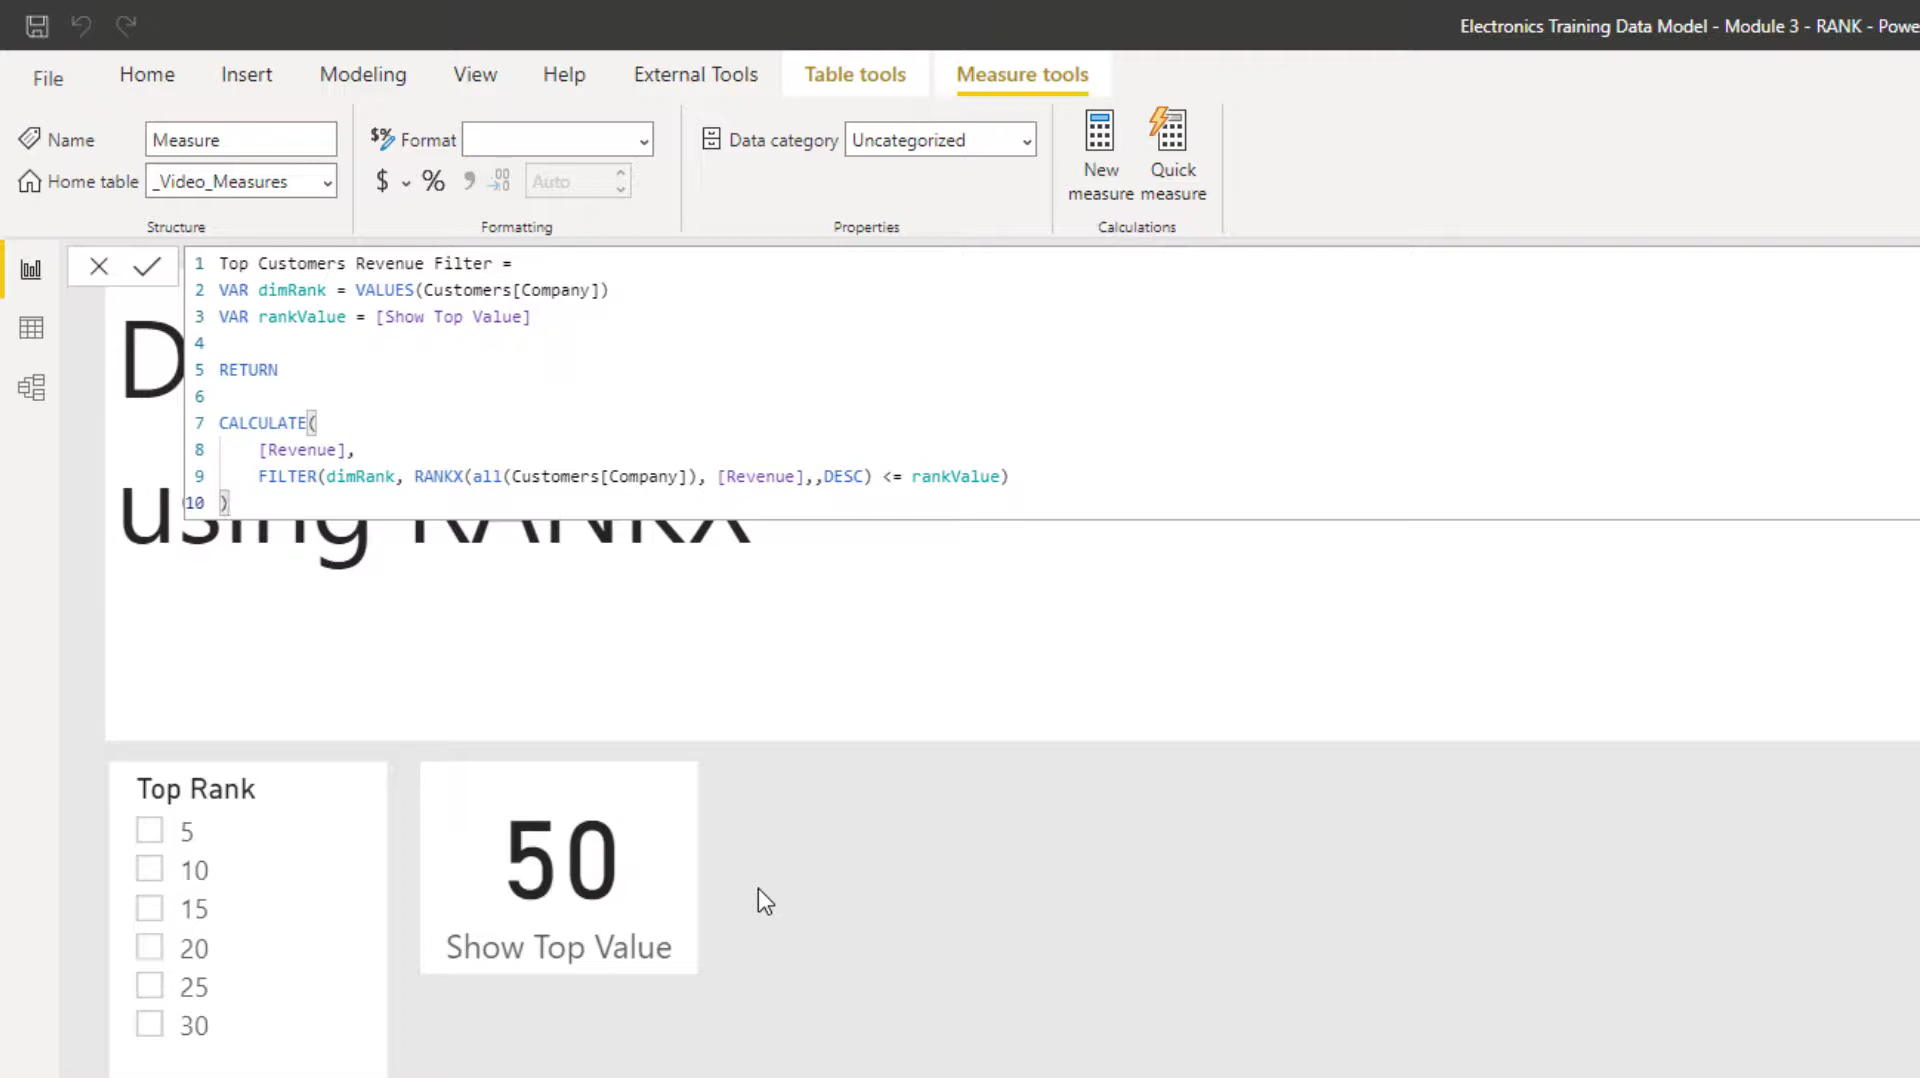 Electronics Training Data Model - Module 3 - RANK - Powe
File Home Insert Modeling View Help External Tools Table tools Measure tools
Name Measure
Home table _Video_Measures
Structure
Format
$ % 9 .00 Auto
Formatting
Data category Uncategorized
Properties
New measure
Quick measure
Calculations
1 Top Customers Revenue Filter =
2 VAR dimRank = VALUES(Customers[Company])
3 VAR rankValue = [Show Top Value]
4
5 RETURN
6
7 CALCULATE(
8 [Revenue],
9 FILTER(dimRank, RANKX(all(Customers[Company]), [Revenue],,DESC) <= rankValue)
10 )
D
using RANKX
Top Rank
5
10
15
20
25
30
50
Show Top Value